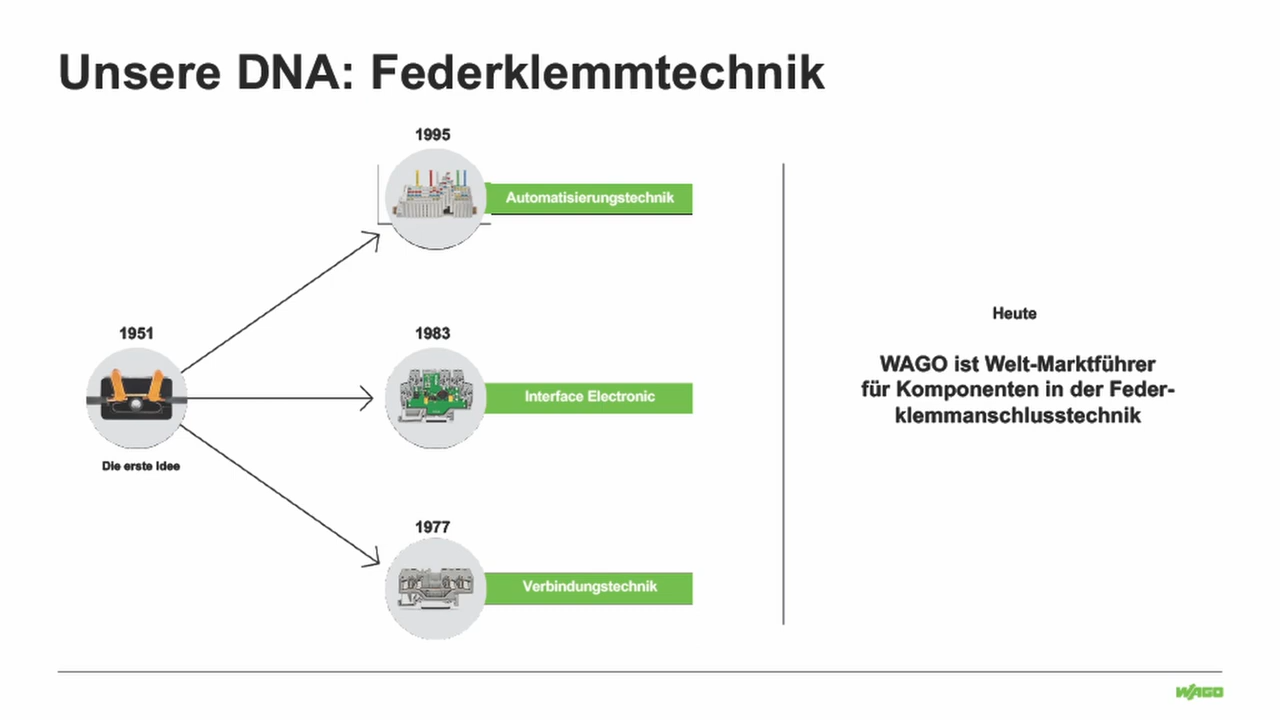 Unsere DNA: Federklemmtechnik
1995
Automatisierungstechnik
1951
Die erste Idee
1983
Interface Electronic
1977
Verbindungstechnik
Heute
WAGO ist Welt-Marktführer
für Komponenten in der Feder-
klemmanschlusstechnik
WAGO